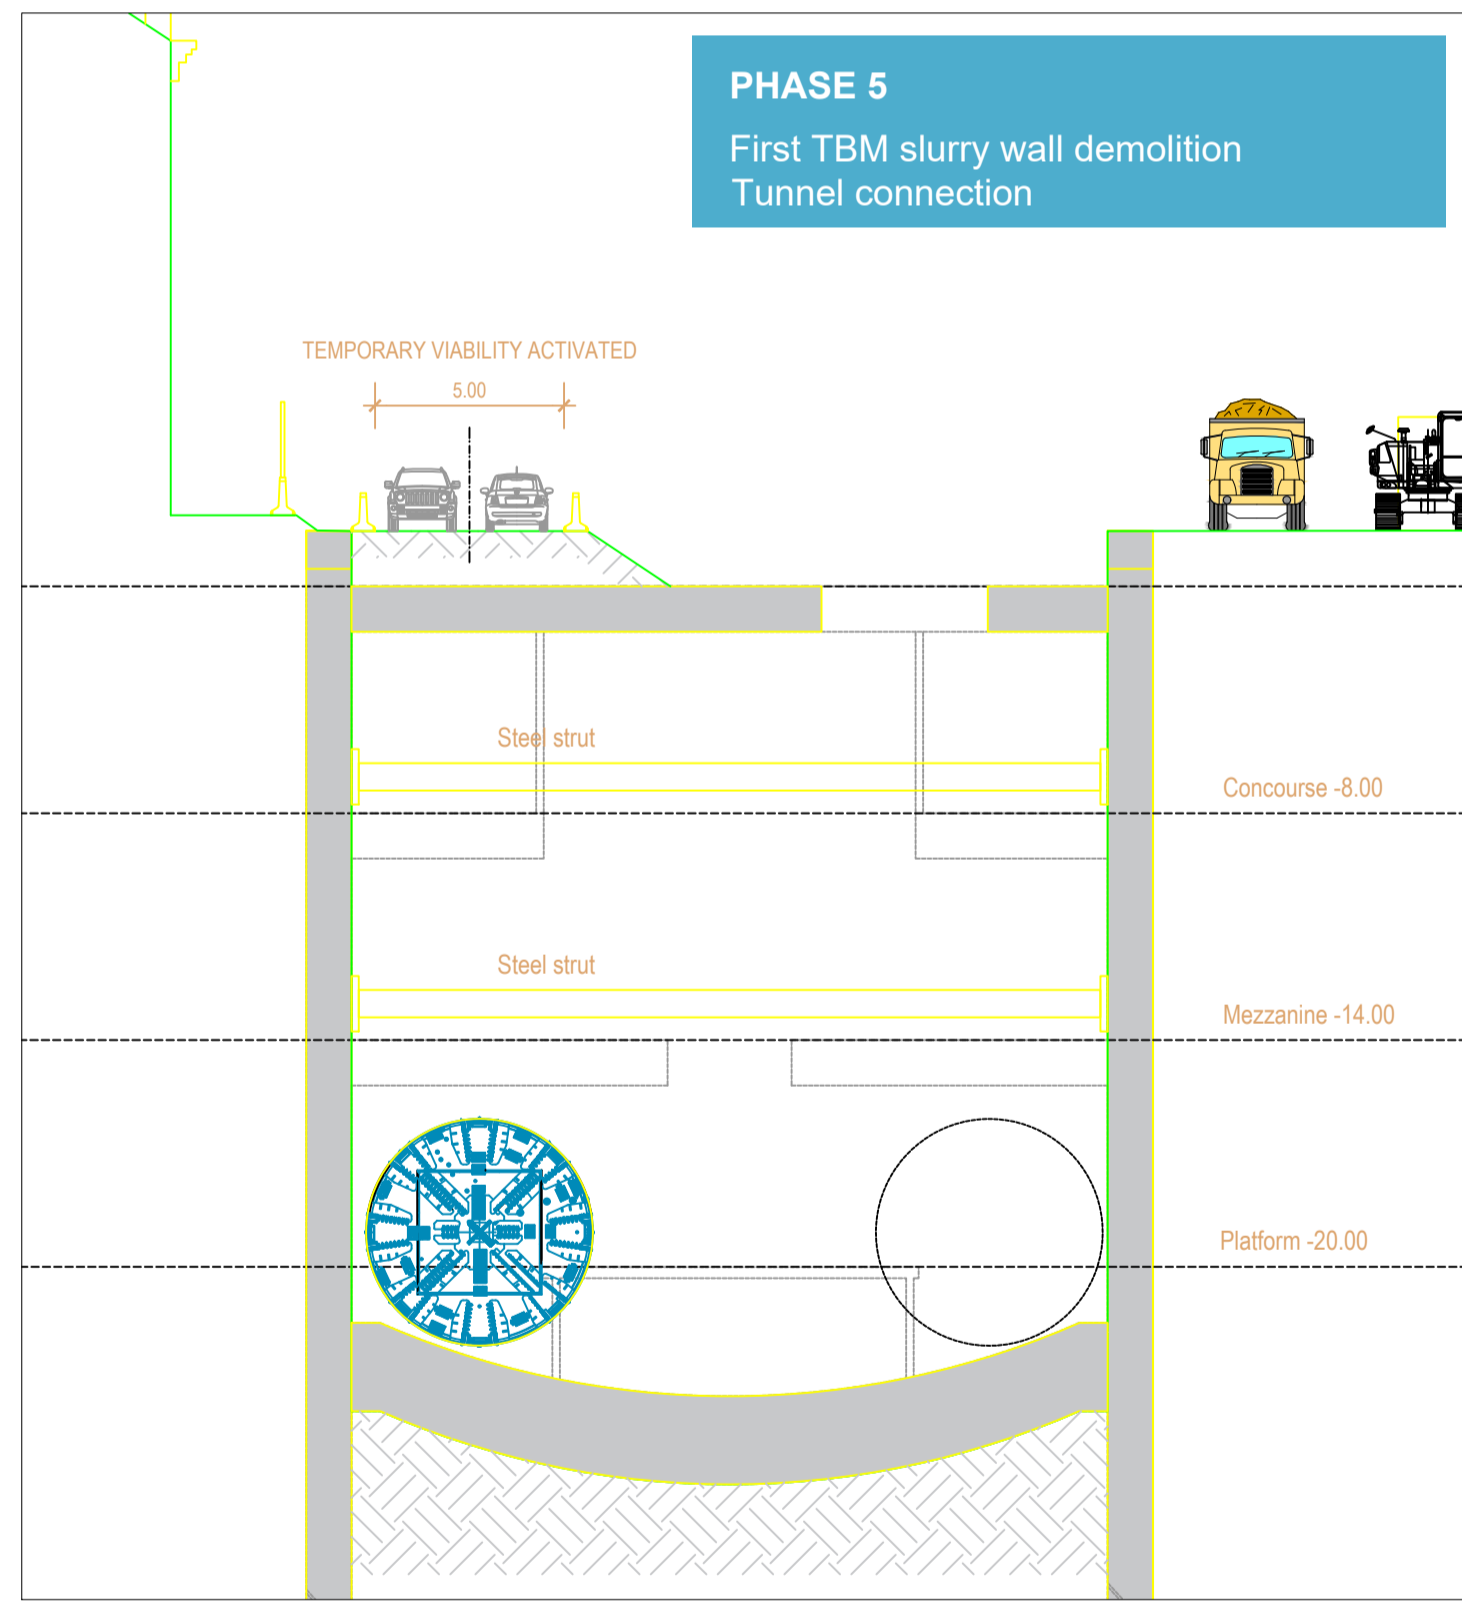 PHASE 5
First TBM slurry wall demolition
Tunnel connection
TEMPORARY VIABILITY ACTIVATED
5.00
Steel strut
Concourse -8.00
Steel strut
Mezzanine -14.00
Platform -20.00